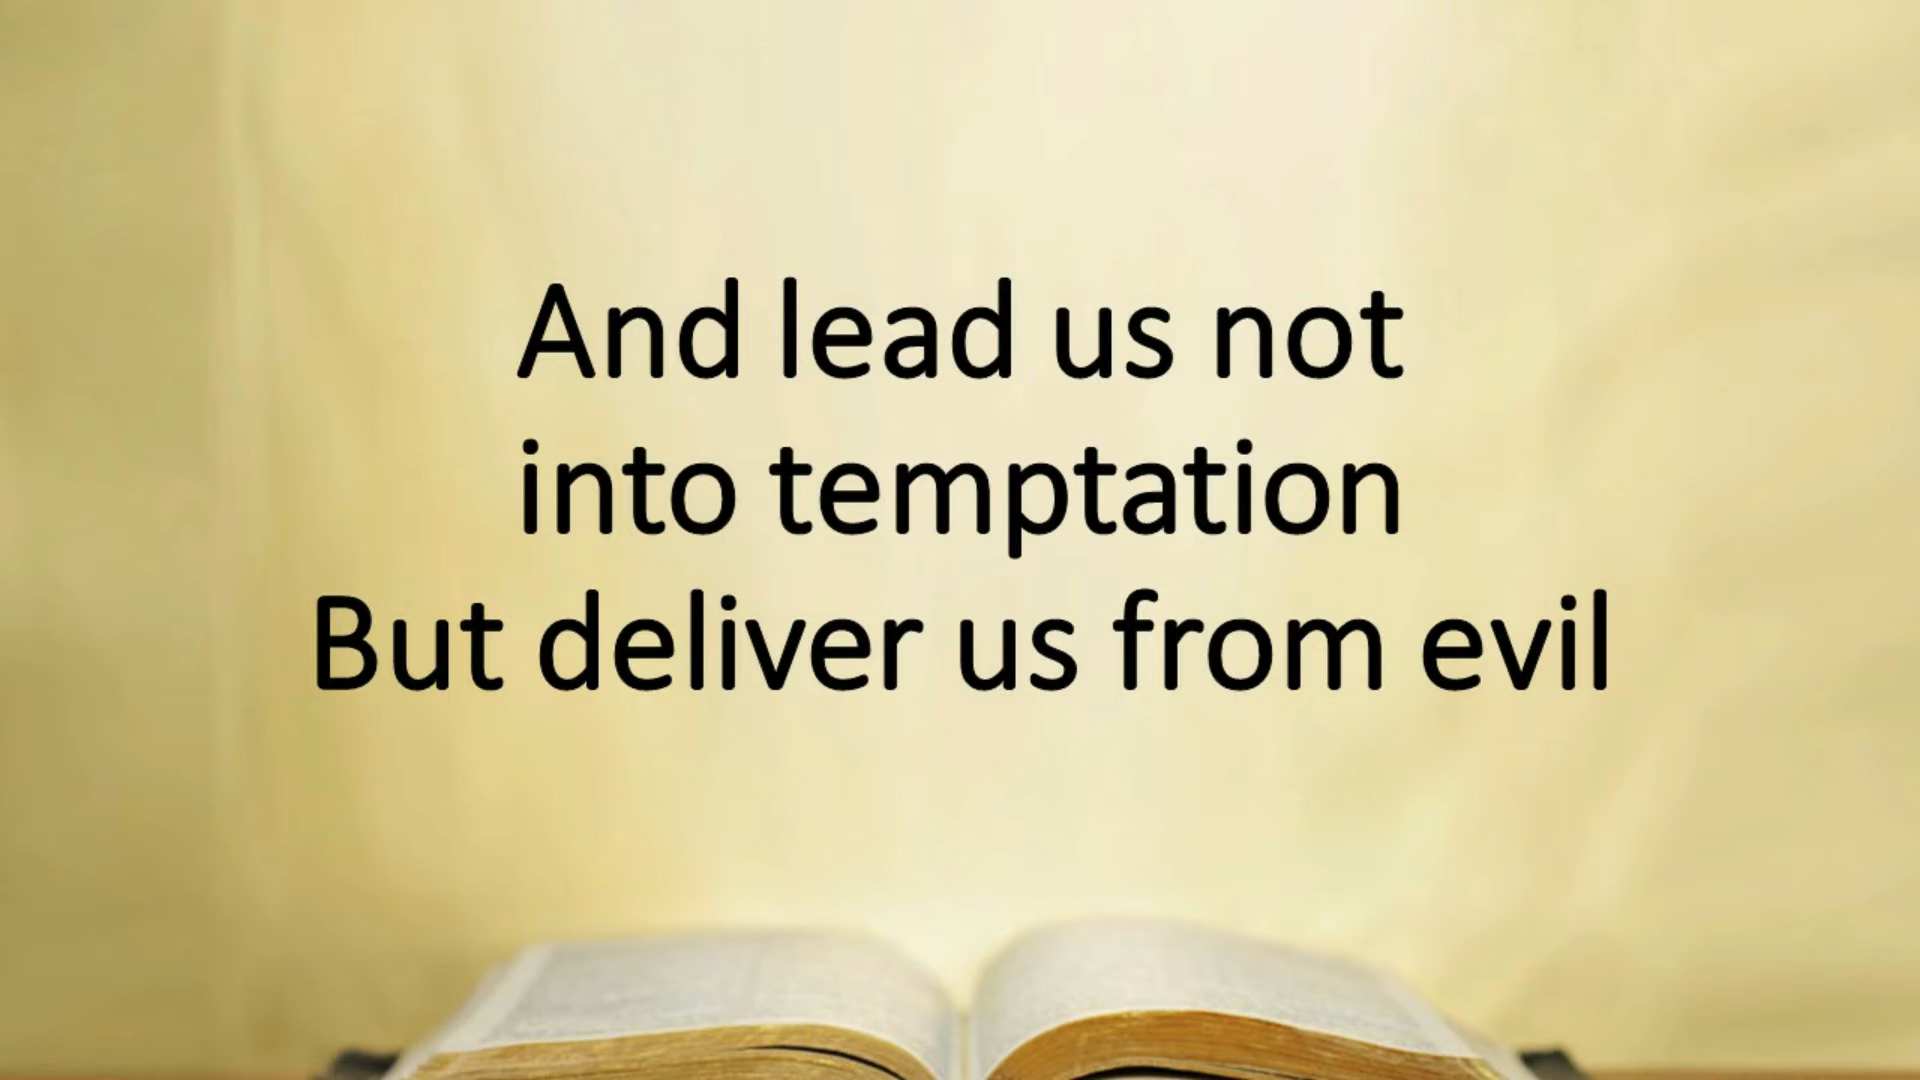 And lead us not
into temptation
But deliver us from evil